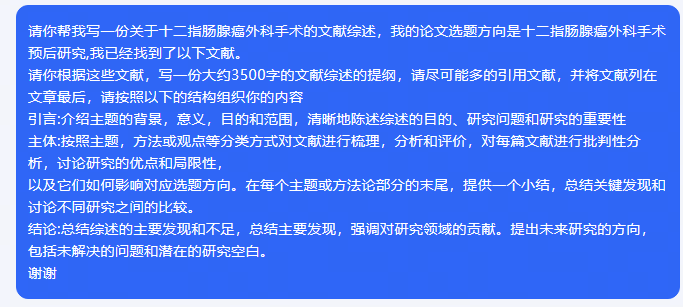 请你帮我写一份关于十二指肠腺癌外科手术的文献综述，我的论文选题方向是十二指肠腺癌外科手术
预后研究,我已经找到了以下文献。
请你根据这些文献，写一份大约3500字的文献综述的提纲，请尽可能多的引用文献，并将文献列在
文章最后，请按照以下的结构组织你的内容
引言:介绍主题的背景，意义，目的和范围，清晰地陈述综述的目的、研究问题和研究的重要性
主体:按照主题，方法或观点等分类方式对文献进行梳理，分析和评价，对每篇文献进行批判性分
析，讨论研究的优点和局限性，
以及它们如何影响对应选题方向。在每个主题或方法论部分的末尾，提供一个小结，总结关键发现和
讨论不同研究之间的比较。
结论:总结综述的主要发现和不足，总结主要发现，强调对研究领域的贡献。提出未来研究的方向，
包括未解决的问题和潜在的研究空白。
谢谢